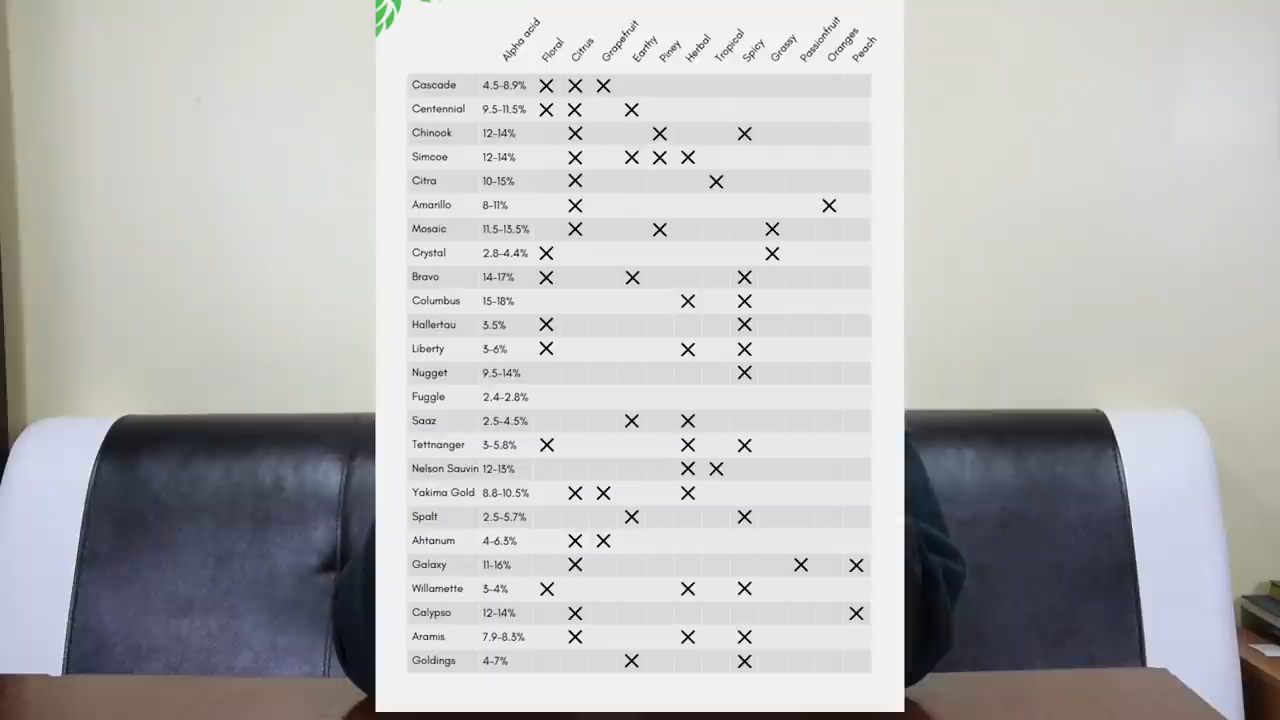 Alpha acid Floral Citrus Grapefruit Earthy Piney Herbal Tropical Spicy Grassy Passionfruit Oranges Peach
Cascade 4.5-8.9% X X X
Centennial 9.5-11.5% X X X
Chinook 12-14% X X X
Simcoe 12-14% X X X X
Citra 10-15% X X
Amarillo 8-11% X X
Mosaic 11.5-13.5% X X X
Crystal 2.8-4.4% X X
Bravo 14-17% X X X
Columbus 15-18% X X
Hallertau 3.5% X X
Liberty 3-6% X X X
Nugget 9.5-14% X
Fuggle 2.4-2.8%
Saaz 2.5-4.5% X X
Tettnanger 3-5.8% X X X
Nelson Sauvin 12-13% X X
Yakima Gold 8.8-10.5% X X X
Spalt 2.5-5.7% X X
Ahtanum 4-6.3% X X
Galaxy 11-16% X X X
Willamette 3-4% X X X
Calypso 12-14% X X
Aramis 7.9-8.3% X X X
Goldings 4-7% X X